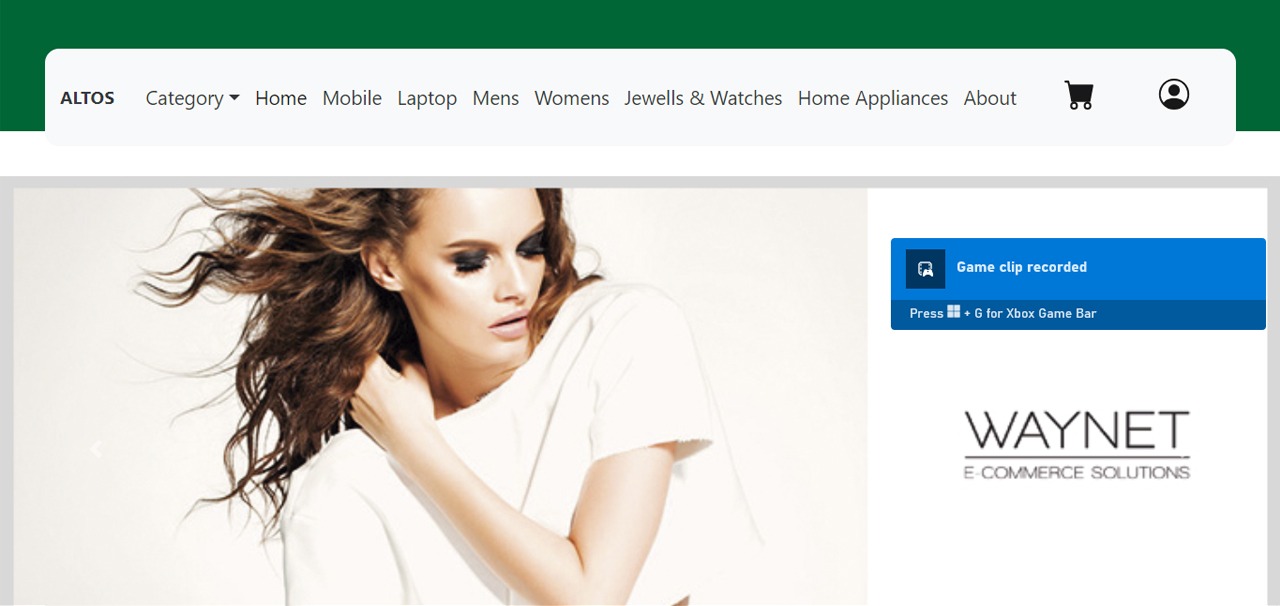 ALTOS Category Home Mobile Laptop Mens Womens Jewells & Watches Home Appliances About
Game clip recorded
Press + G for Xbox Game Bar
WAYNET
E-COMMERCE SOLUTIONS